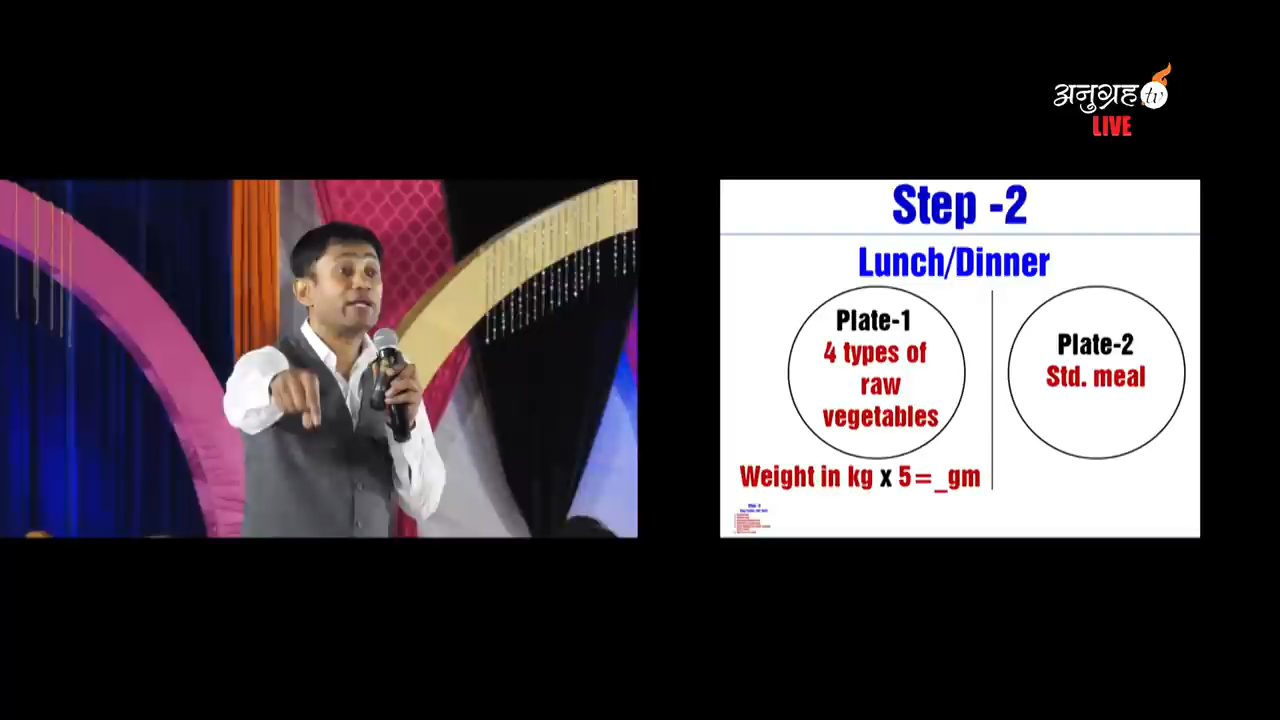 अनुग्रह tv
LIVE
Step -2
Lunch/Dinner
Plate-1
4 types of
raw
vegetables
Weight in kg x 5=_gm
Plate-2
Std. meal